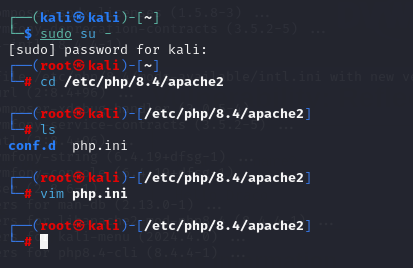 ┌──(kali㉿kali)-[~]
└─$ sudo su -
[sudo] password for kali:
┌──(root㉿kali)-[~]
└─# cd /etc/php/8.4/apache2
┌──(root㉿kali)-[/etc/php/8.4/apache2]
└─# ls
conf.d  php.ini
┌──(root㉿kali)-[/etc/php/8.4/apache2]
└─# vim php.ini
┌──(root㉿kali)-[/etc/php/8.4/apache2]
└─#